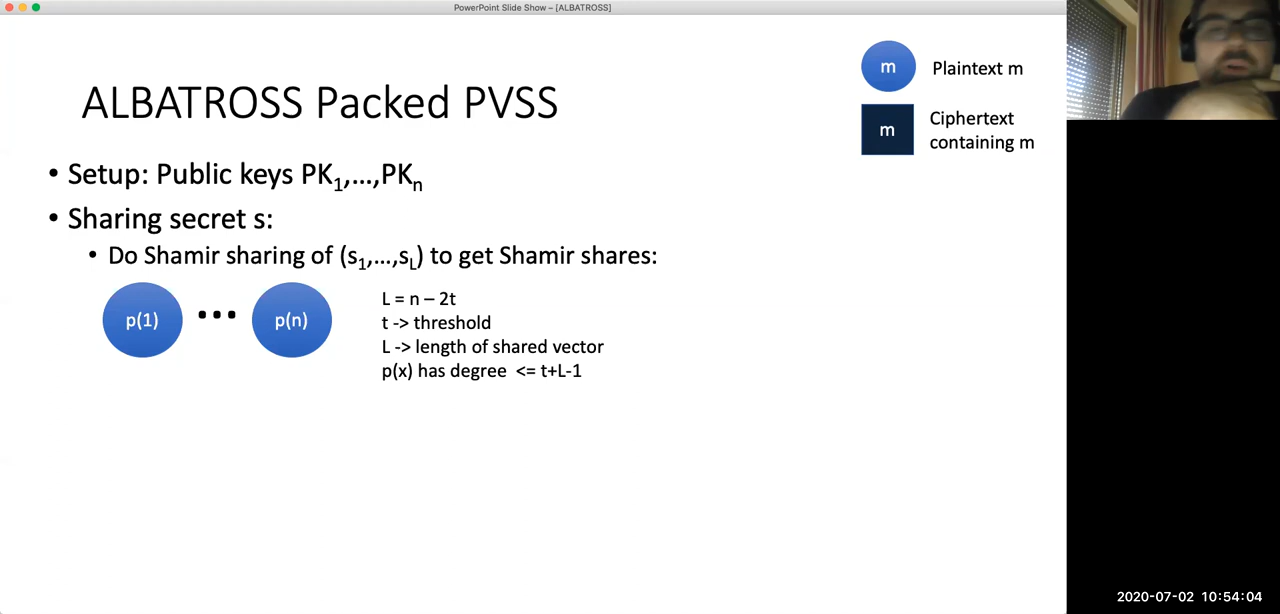 PowerPoint Slide Show – [ALBATROSS]
m
Plaintext m
ALBATROSS Packed PVSS
m
Ciphertext
containing m
• Setup: Public keys PK1,...,PKn
• Sharing secret s:
• Do Shamir sharing of (s1,...,sL) to get Shamir shares:
p(1) ... p(n)
L = n – 2t
t -> threshold
L -> length of shared vector
p(x) has degree <= t+L-1
2020-07-02 10:54:04